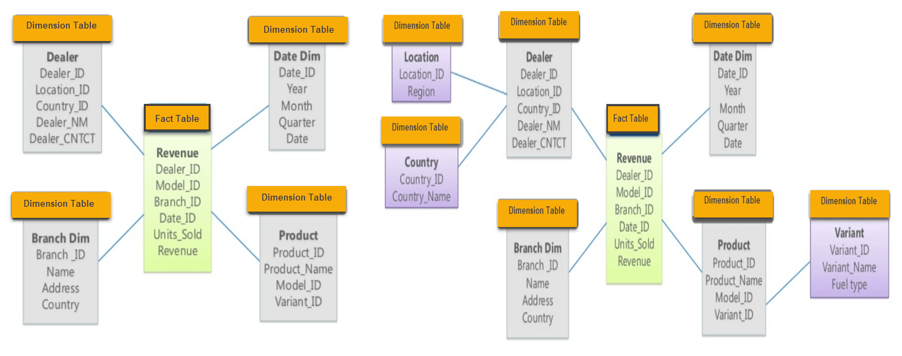 Dimension Table
Dealer
Dealer_ID
Location_ID
Country_ID
Dealer_NM
Dealer_CNTCT
Dimension Table
Date Dim
Date_ID
Year
Month
Quarter
Date
Fact Table
Revenue
Dealer_ID
Model_ID
Branch_ID
Date_ID
Units_Sold
Revenue
Dimension Table
Branch Dim
Branch _ID
Name
Address
Country
Dimension Table
Product
Product_ID
Product_Name
Model_ID
Variant_ID
Dimension Table
Location
Location_ID
Region
Dimension Table
Dealer
Dealer_ID
Location_ID
Country_ID
Dealer_NM
Dealer_CNTCT
Dimension Table
Date Dim
Date_ID
Year
Month
Quarter
Date
Dimension Table
Country
Country_ID
Country_Name
Fact Table
Revenue
Dealer_ID
Model_ID
Branch_ID
Date_ID
Units_Sold
Revenue
Dimension Table
Branch Dim
Branch _ID
Name
Address
Country
Dimension Table
Product
Product_ID
Product_Name
Model_ID
Variant_ID
Dimension Table
Variant
Variant_ID
Variant_Name
Fuel type